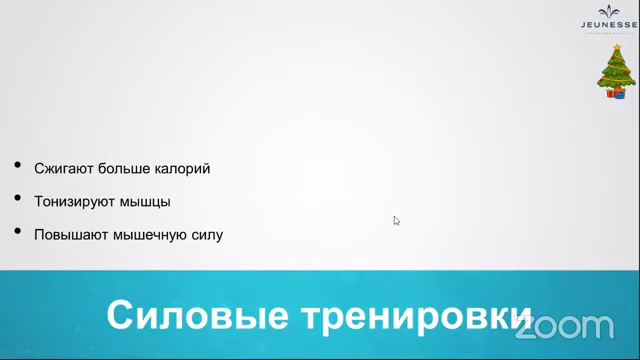 JEUNESSE
Сжигают больше калорий
Тонизируют мышцы
Повышают мышечную силу
Силовые тренировки
zoom